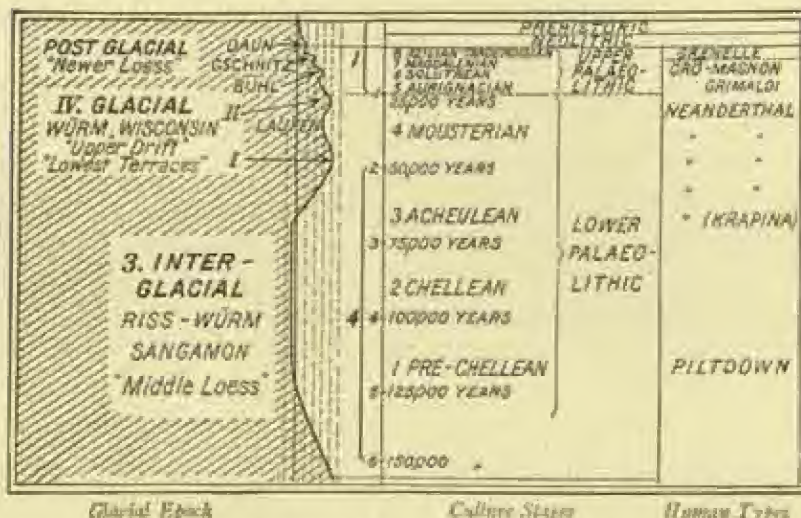 POST GLACIAL
"Newer Loess"
DAUN
GSCHNITZ
BÜHL
IV. GLACIAL
WÜRM, WISCONSIN
"Upper Drift"
"Lowest Terraces"
II
LAUFEN
I
3. INTER-
GLACIAL
RISS-WÜRM
SANGAMON
"Middle Loess"
1
4
PREHISTORIC
NEOLITHIC
7 MAGDALENIAN
6 SOLUTREAN
5 AURIGNACIAN
1 25,000 YEARS
4 MOUSTERIAN
2 50,000 YEARS
3 ACHEULEAN
3 75,000 YEARS
2 CHELLEAN
4 100,000 YEARS
1 PRE-CHELLEAN
5 125,000 YEARS
6 150,000 "
UPPER
PALAEO-
LITHIC
LOWER
PALAEO-
LITHIC
GRENELLE
CRO-MAGNON
GRIMALDI
NEANDERTHAL
" "
" "
" "
" (KRAPINA)
PILTDOWN
Glacial Epoch
Culture Stages
Human Types